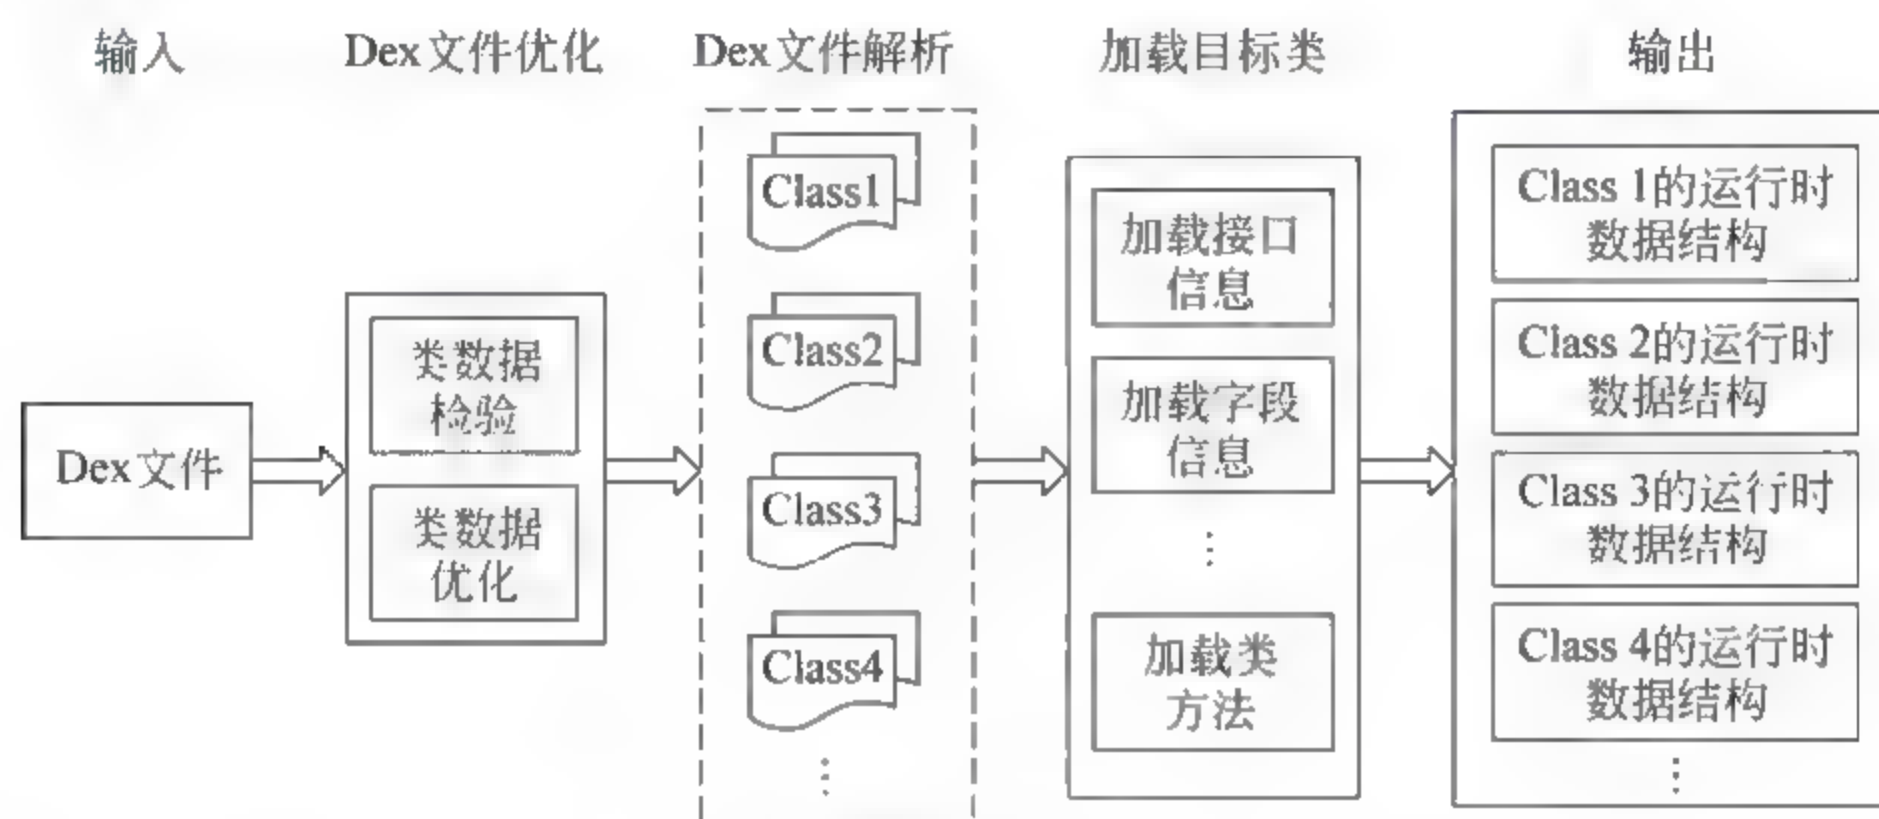 输入
Dex文件优化
Dex文件解析
加载目标类
输出
Dex文件
类数据
检验
类数据
优化
Class1
Class2
Class3
Class4
⋮
加载接口
信息
加载字段
信息
⋮
加载类
方法
Class 1的运行时
数据结构
Class 2的运行时
数据结构
Class 3的运行时
数据结构
Class 4的运行时
数据结构
⋮